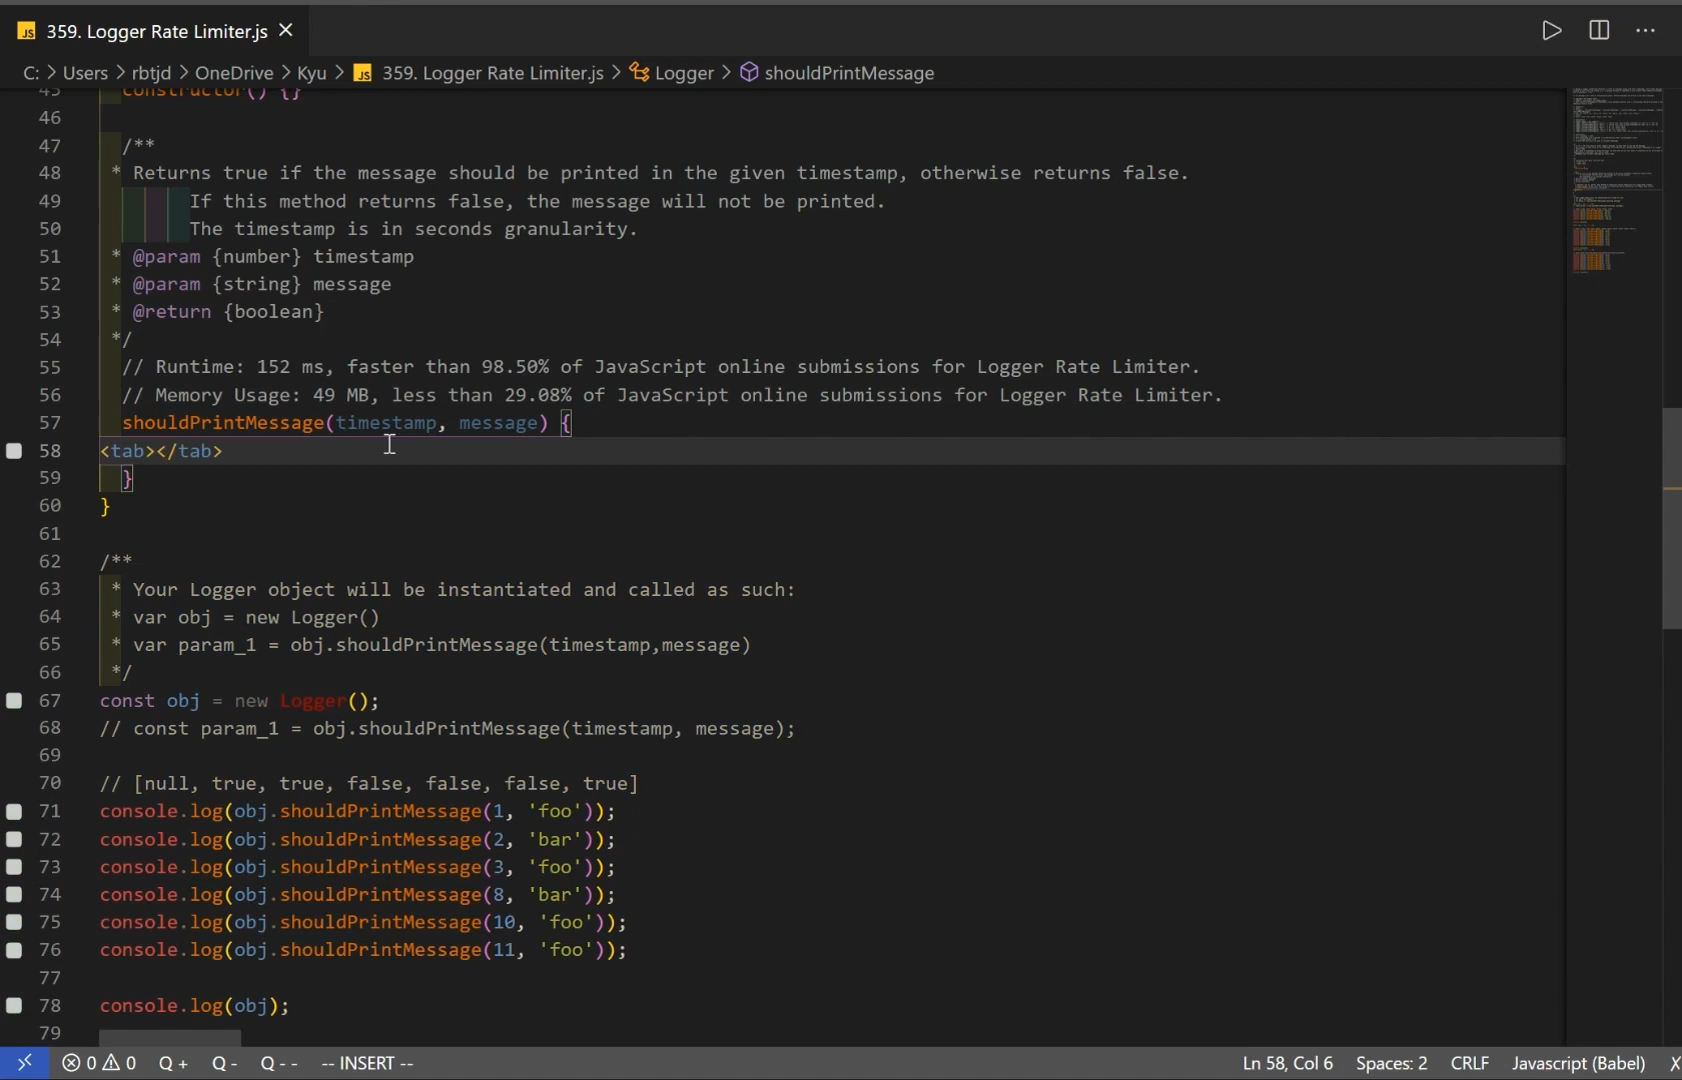 JS 359. Logger Rate Limiter.js
C: > Users > rbtjd > OneDrive > Kyu > JS 359. Logger Rate Limiter.js > Logger > shouldPrintMessage
45 constructor() {}
46
47 /**
48 * Returns true if the message should be printed in the given timestamp, otherwise returns false.
49 If this method returns false, the message will not be printed.
50 The timestamp is in seconds granularity.
51 * @param {number} timestamp
52 * @param {string} message
53 * @return {boolean}
54 */
55 // Runtime: 152 ms, faster than 98.50% of JavaScript online submissions for Logger Rate Limiter.
56 // Memory Usage: 49 MB, less than 29.08% of JavaScript online submissions for Logger Rate Limiter.
57 shouldPrintMessage(timestamp, message) {
58 <tab></tab>
59 }
60 }
61
62 /**
63 * Your Logger object will be instantiated and called as such:
64 * var obj = new Logger()
65 * var param_1 = obj.shouldPrintMessage(timestamp,message)
66 */
67 const obj = new Logger();
68 // const param_1 = obj.shouldPrintMessage(timestamp, message);
69
70 // [null, true, true, false, false, false, true]
71 console.log(obj.shouldPrintMessage(1, 'foo'));
72 console.log(obj.shouldPrintMessage(2, 'bar'));
73 console.log(obj.shouldPrintMessage(3, 'foo'));
74 console.log(obj.shouldPrintMessage(8, 'bar'));
75 console.log(obj.shouldPrintMessage(10, 'foo'));
76 console.log(obj.shouldPrintMessage(11, 'foo'));
77
78 console.log(obj);
79
0 0 Q + Q - Q - - -- INSERT -- Ln 58, Col 6 Spaces: 2 CRLF Javascript (Babel)